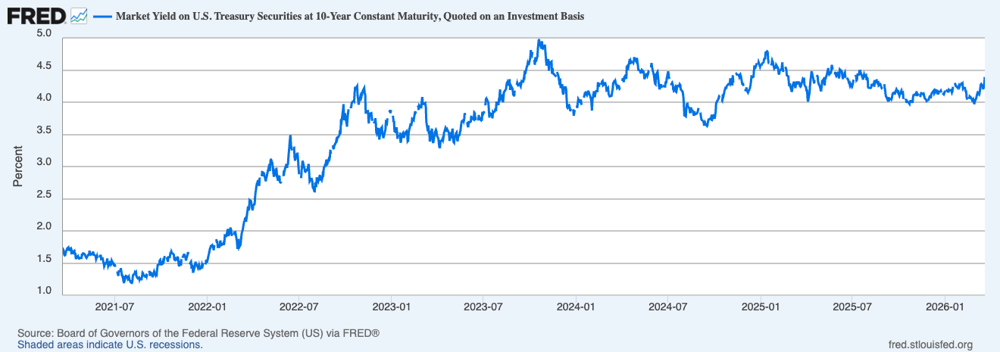 FRED Market Yield on U.S. Treasury Securities at 10-Year Constant Maturity, Quoted on an Investment Basis
5.0
4.5
4.0
3.5
3.0
2.5
2.0
1.5
1.0
Percent
2021-07 2022-01 2022-07 2023-01 2023-07 2024-01 2024-07 2025-01 2025-07 2026-01
Source: Board of Governors of the Federal Reserve System (US) via FRED®
Shaded areas indicate U.S. recessions. fred.stlouisfed.org